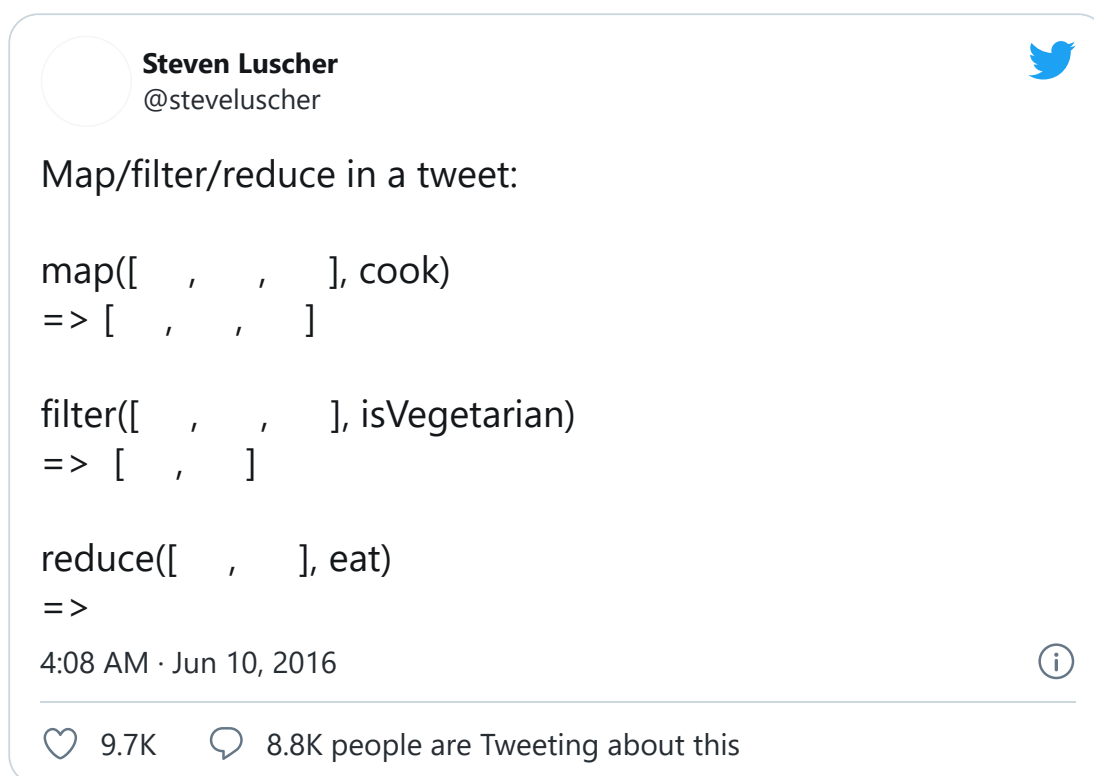 Steven Luscher
@steveluscher
Map/filter/reduce in a tweet:
map([ , , ], cook)
=> [ , , ]
filter([ , , ], isVegetarian)
=> [ , ]
reduce([ , ], eat)
=>
4:08 AM · Jun 10, 2016
9.7K 8.8K people are Tweeting about this